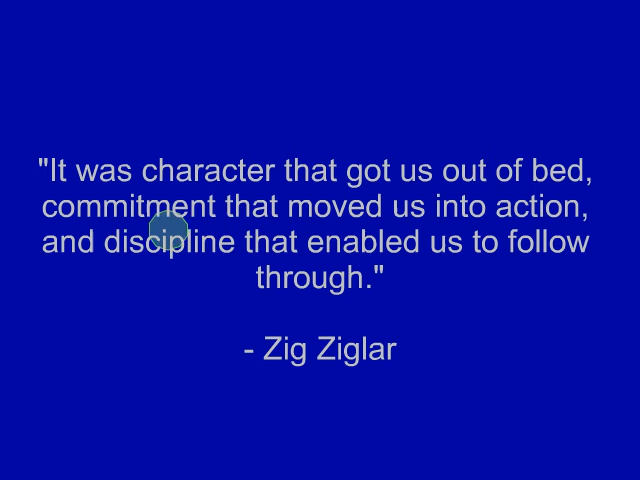 "It was character that got us out of bed,
commitment that moved us into action,
and discipline that enabled us to follow
through."
- Zig Ziglar